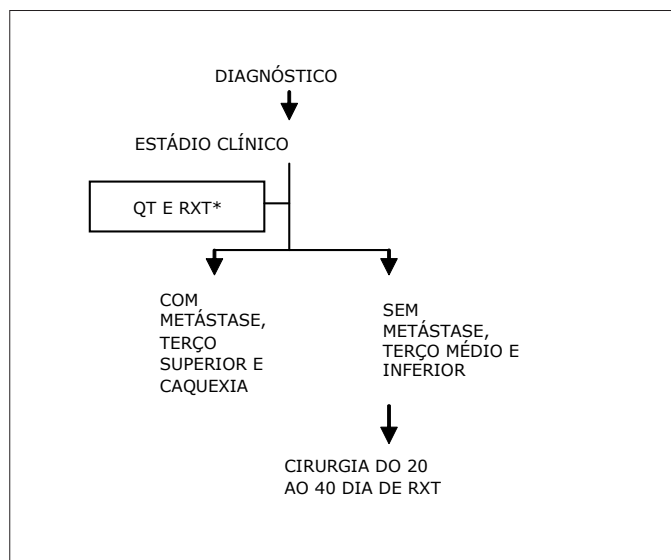 DIAGNÓSTICO
ESTÁDIO CLÍNICO
QT E RXT*
COM
METÁSTASE,
TERÇO
SUPERIOR E
CAQUEXIA
SEM
METÁSTASE,
TERÇO MÉDIO E
INFERIOR
CIRURGIA DO 20
AO 40 DIA DE RXT